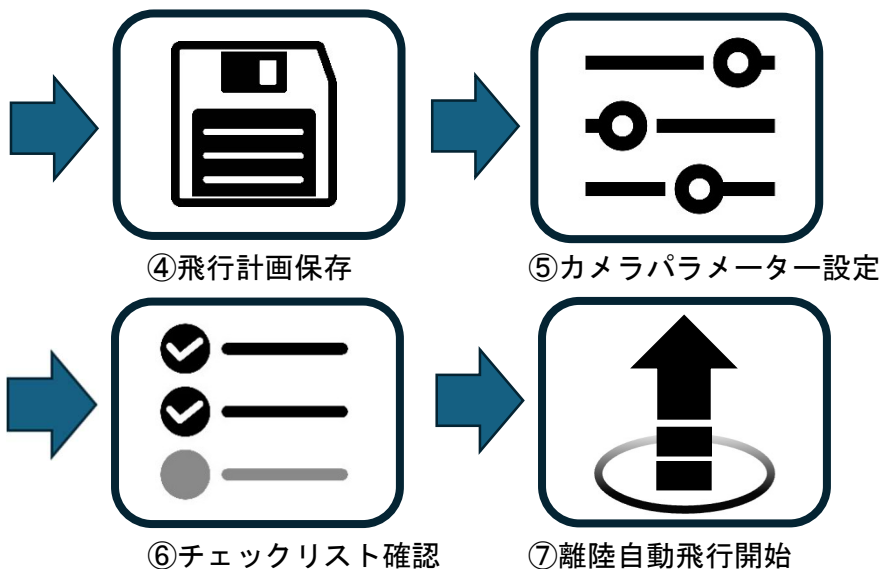 ④飛行計画保存
⑤カメラパラメーター設定
⑥チェックリスト確認
⑦離陸自動飛行開始